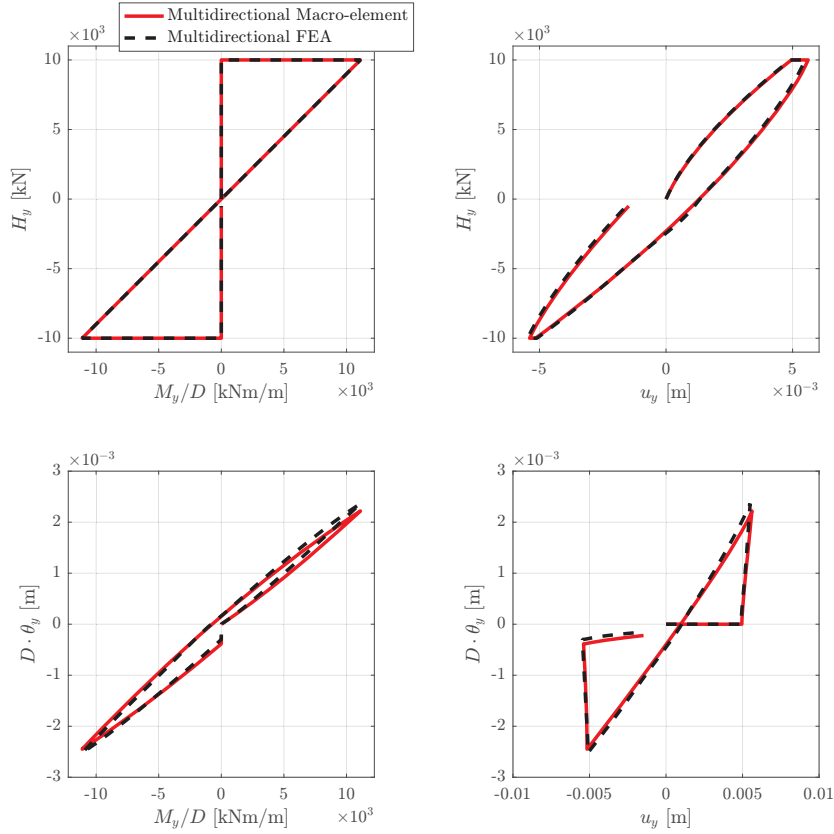 Multidirectional Macro-element
Multidirectional FEA
×10³
10
5
0
-5
-10
H_y [kN]
-10 -5 0 5 10
M_y/D [kNm/m] ×10³
×10³
10
5
0
-5
-10
H_y [kN]
-5 0 5
u_y [m] ×10⁻³
×10⁻³
3
2
1
0
-1
-2
-3
D · θ_y [m]
-10 -5 0 5 10
M_y/D [kNm/m] ×10³
×10⁻³
3
2
1
0
-1
-2
-3
D · θ_y [m]
-0.01 -0.005 0 0.005 0.01
u_y [m]